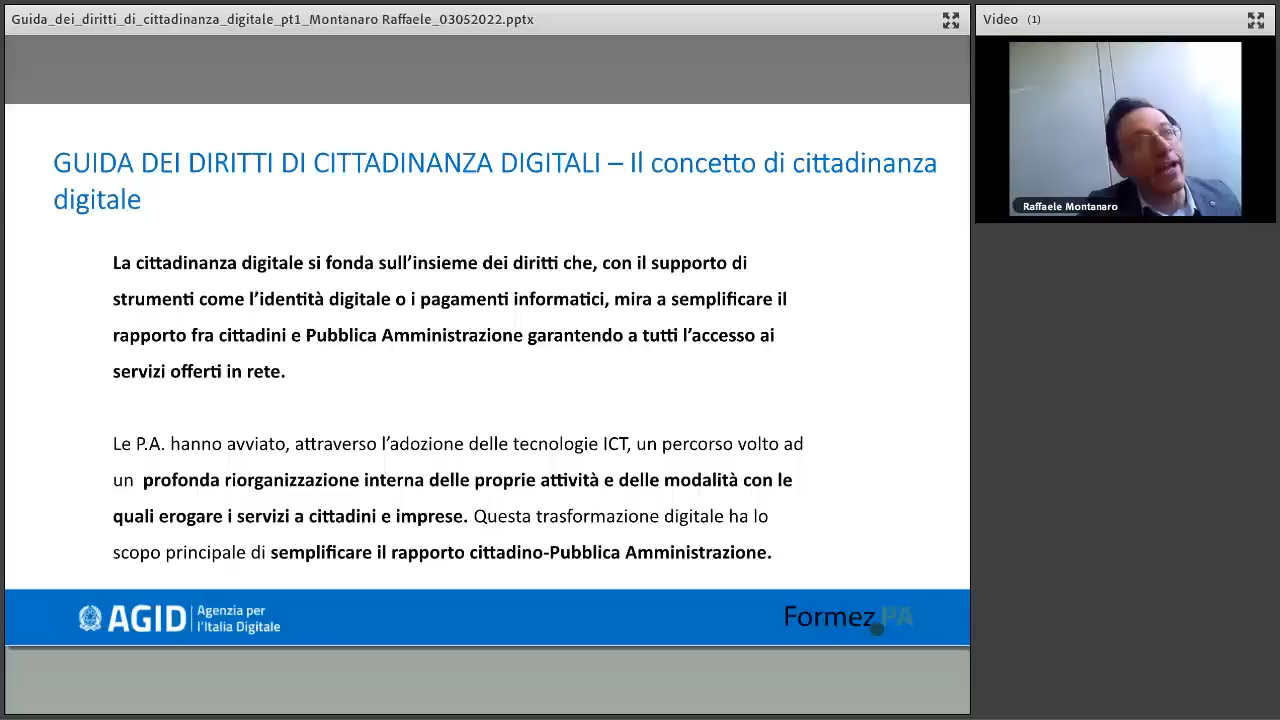 Guida_dei_diritti_di_cittadinanza_digitale_pt1_Montanaro Raffaele_03052022.pptx
Video (1)
Raffaele Montanaro
GUIDA DEI DIRITTI DI CITTADINANZA DIGITALI – Il concetto di cittadinanza
digitale
La cittadinanza digitale si fonda sull’insieme dei diritti che, con il supporto di
strumenti come l’identità digitale o i pagamenti informatici, mira a semplificare il
rapporto fra cittadini e Pubblica Amministrazione garantendo a tutti l’accesso ai
servizi offerti in rete.
Le P.A. hanno avviato, attraverso l’adozione delle tecnologie ICT, un percorso volto ad
un profonda riorganizzazione interna delle proprie attività e delle modalità con le
quali erogare i servizi a cittadini e imprese. Questa trasformazione digitale ha lo
scopo principale di semplificare il rapporto cittadino-Pubblica Amministrazione.
AGID
Agenzia per
l’Italia Digitale
Formez PA